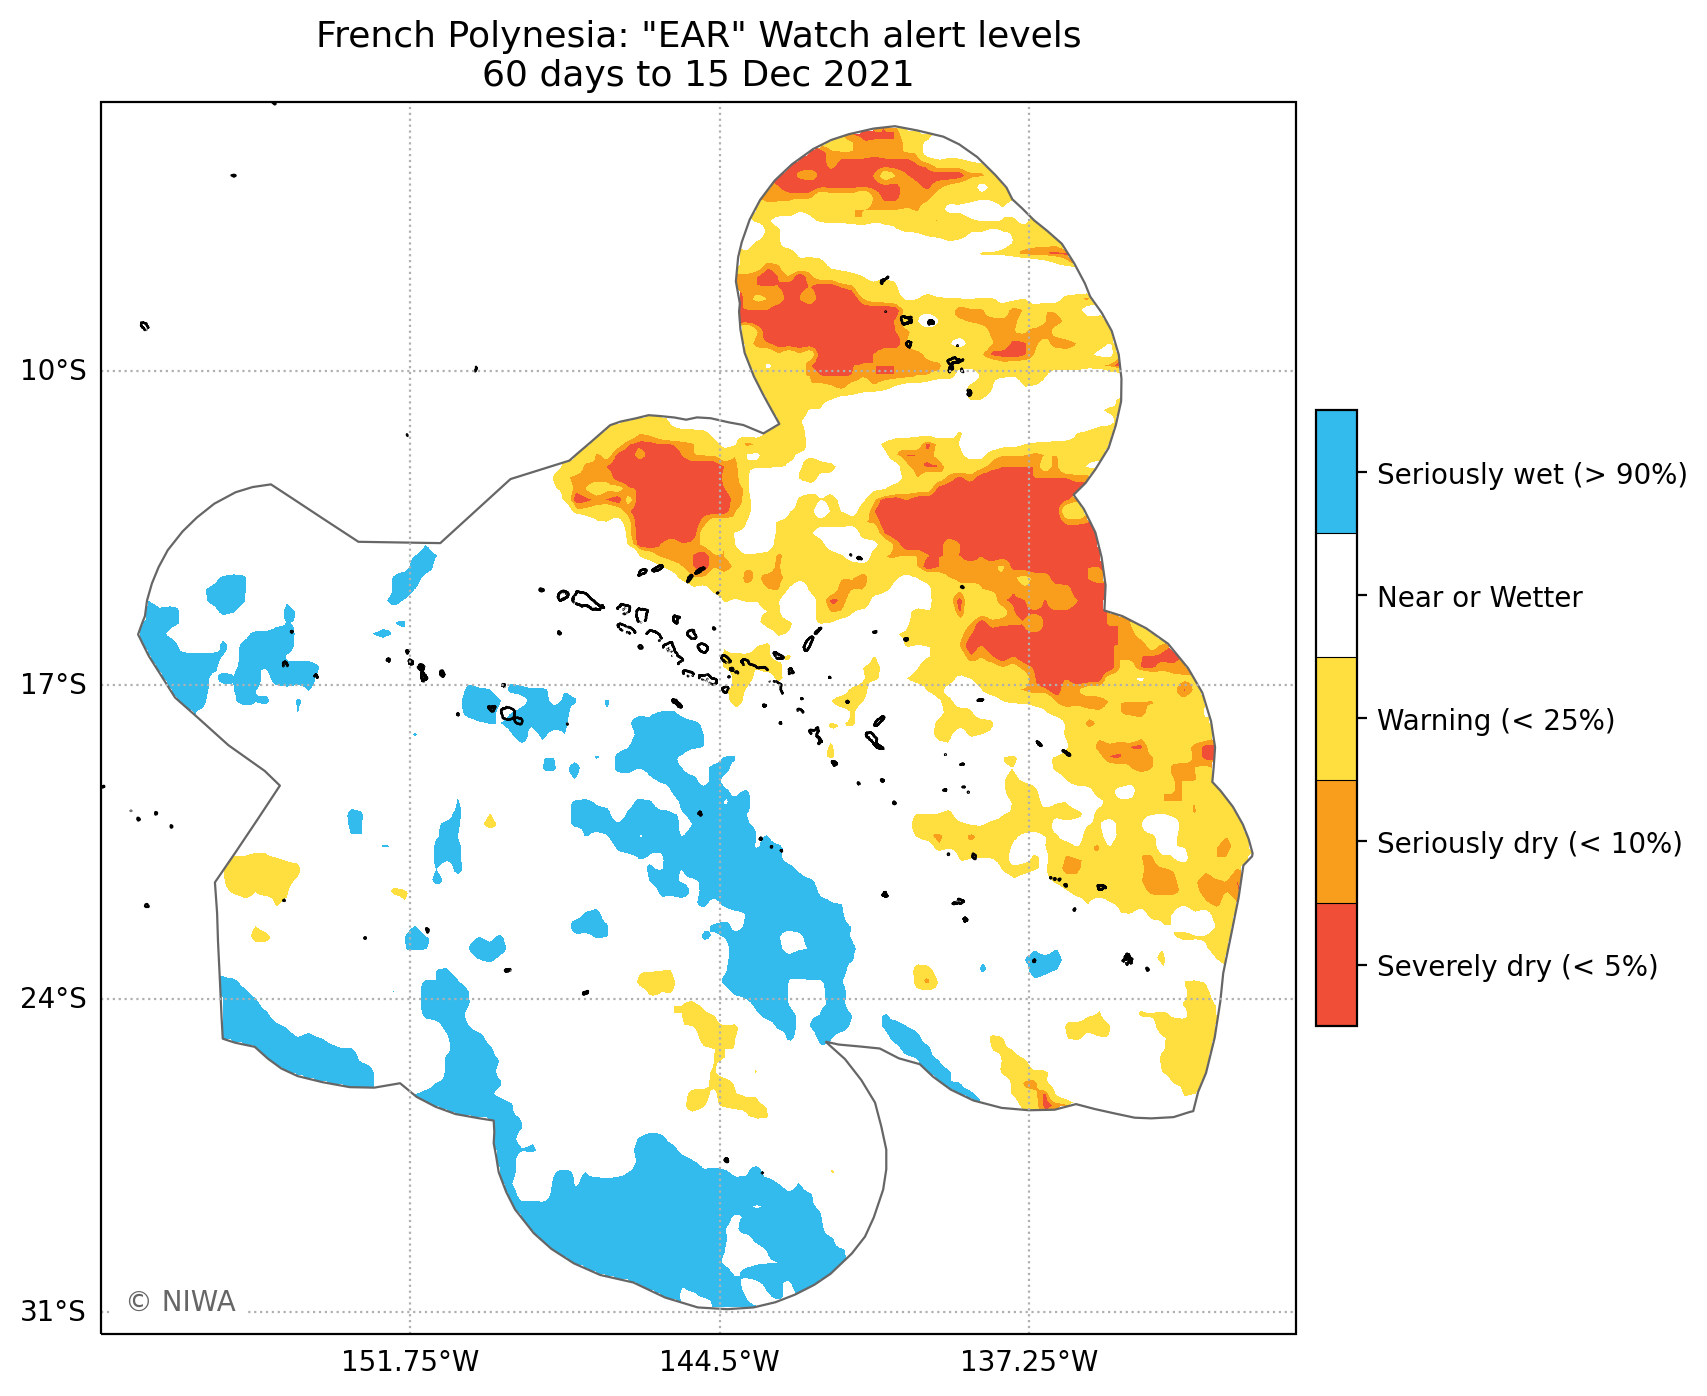 French Polynesia: "EAR" Watch alert levels
60 days to 15 Dec 2021
10°S
17°S
24°S
31°S
151.75°W
144.5°W
137.25°W
Seriously wet (> 90%)
Near or Wetter
Warning (< 25%)
Seriously dry (< 10%)
Severely dry (< 5%)
© NIWA